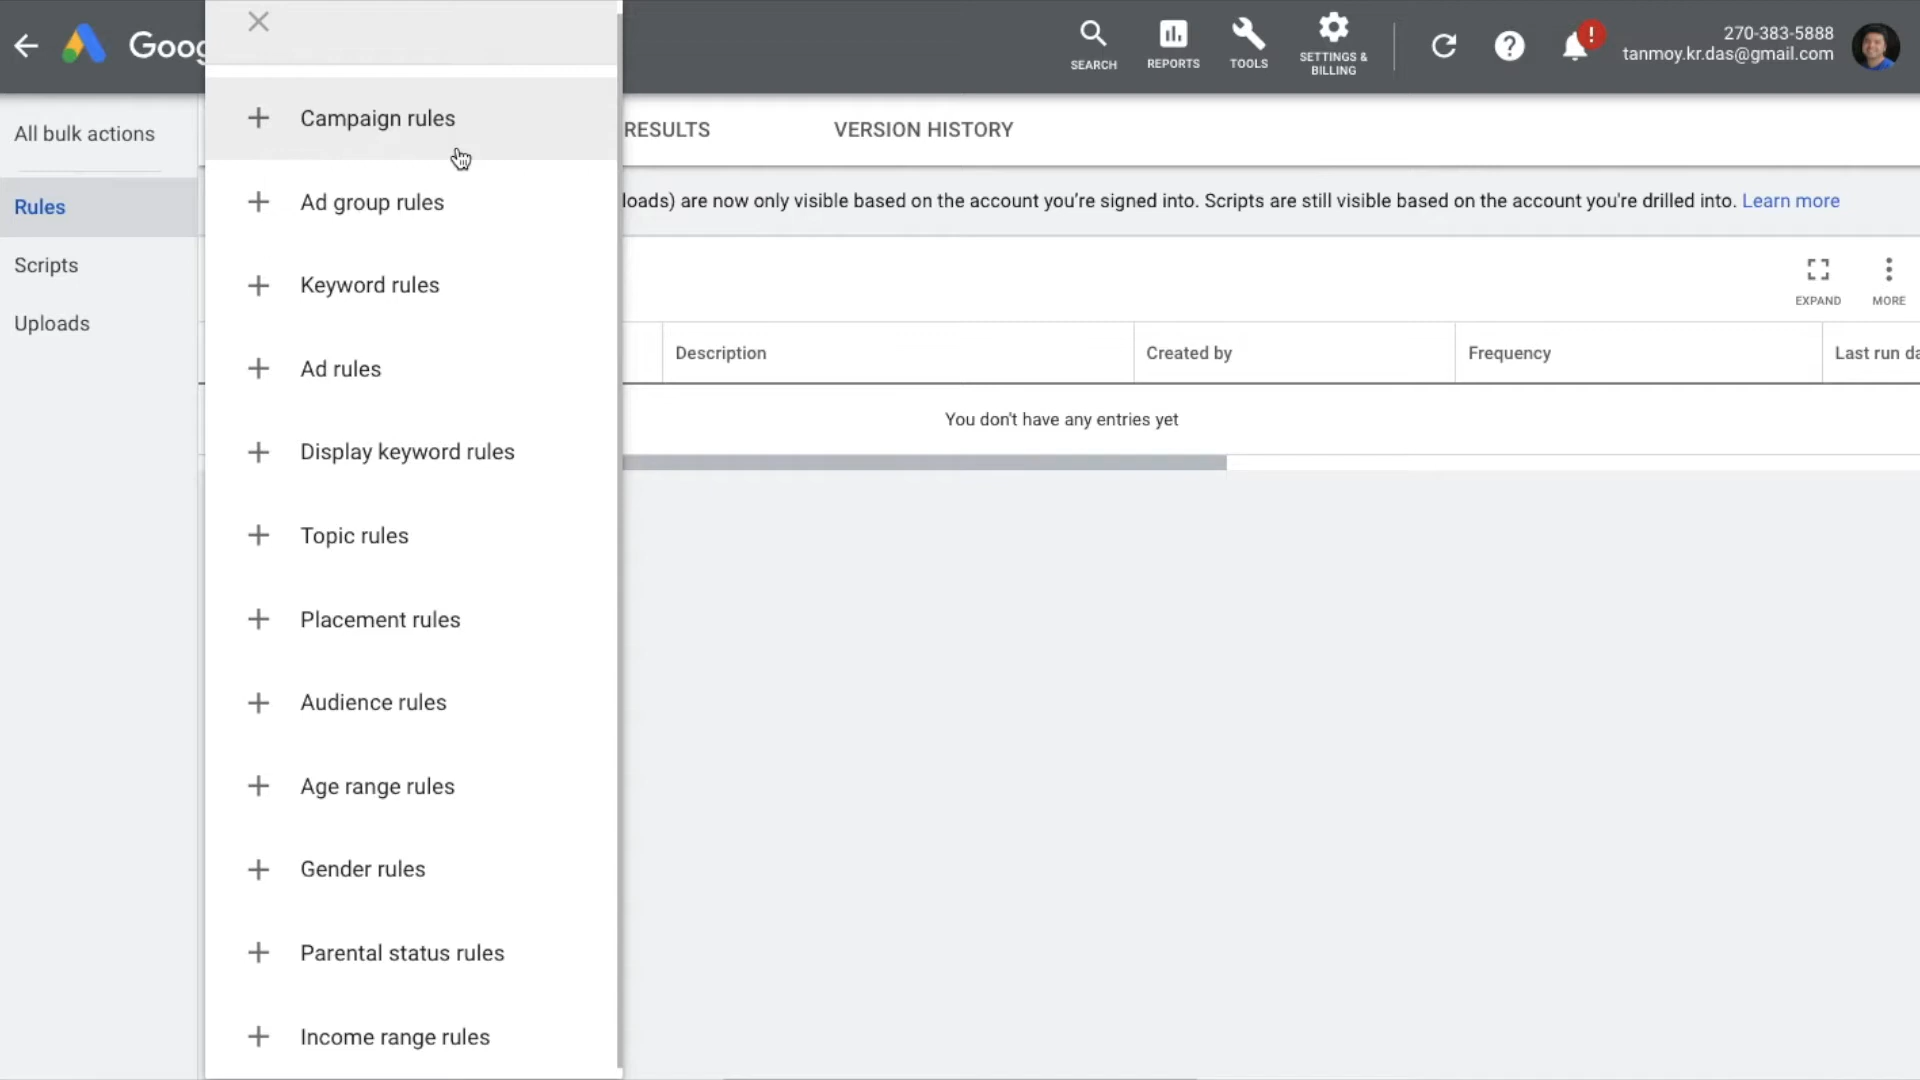 Goog
SEARCH
REPORTS
TOOLS
SETTINGS &
BILLING
!
270-383-5888
tanmoy.kr.das@gmail.com
All bulk actions
Rules
Scripts
Uploads
Campaign rules
Ad group rules
Keyword rules
Ad rules
Display keyword rules
Topic rules
Placement rules
Audience rules
Age range rules
Gender rules
Parental status rules
Income range rules
RESULTS
VERSION HISTORY
loads) are now only visible based on the account you're signed into. Scripts are still visible based on the account you're drilled into. Learn more
EXPAND
MORE
Description
Created by
Frequency
Last run da
You don't have any entries yet